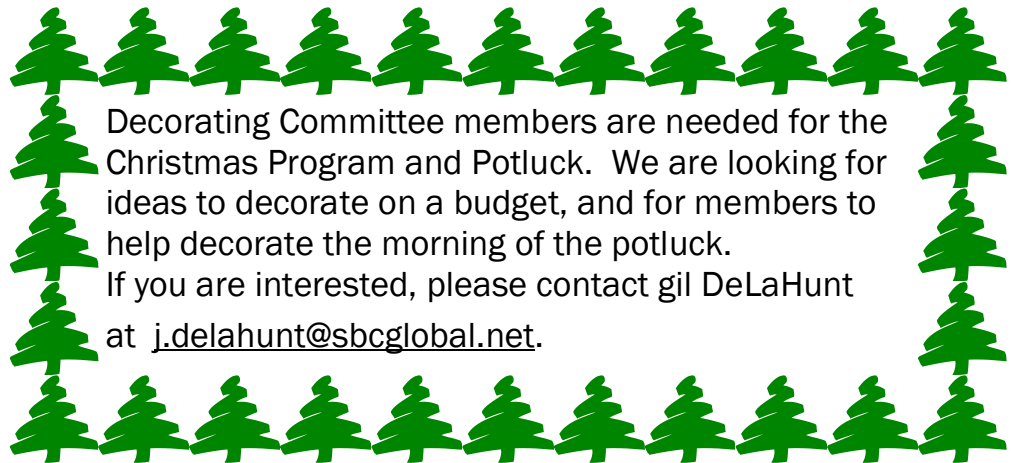 Decorating Committee members are needed for the
Christmas Program and Potluck.  We are looking for
ideas to decorate on a budget, and for members to
help decorate the morning of the potluck.
If you are interested, please contact gil DeLaHunt
at  j.delahunt@sbcglobal.net.